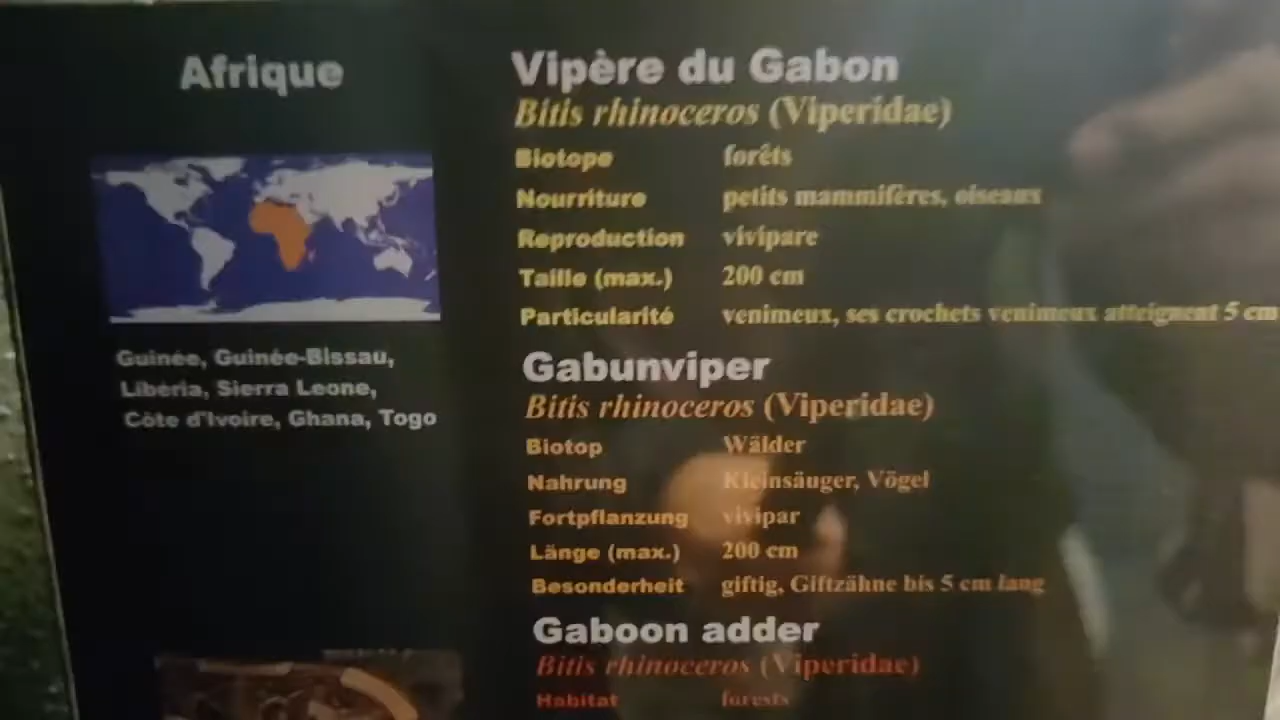 Afrique
Guinée, Guinée-Bissau,
Libéria, Sierra Leone,
Côte d'Ivoire, Ghana, Togo
Vipère du Gabon
Bitis rhinoceros (Viperidae)
Biotope forêts
Nourriture petits mammifères, oiseaux
Reproduction vivipare
Taille (max.) 200 cm
Particularité venimeux, ses crochets venimeux atteignent 5 cm
Gabunviper
Bitis rhinoceros (Viperidae)
Biotop Wälder
Nahrung Kleinsäuger, Vögel
Fortpflanzung vivipar
Länge (max.) 200 cm
Besonderheit giftig, Giftzähne bis 5 cm lang
Gaboon adder
Bitis rhinoceros (Viperidae)
Habitat forests